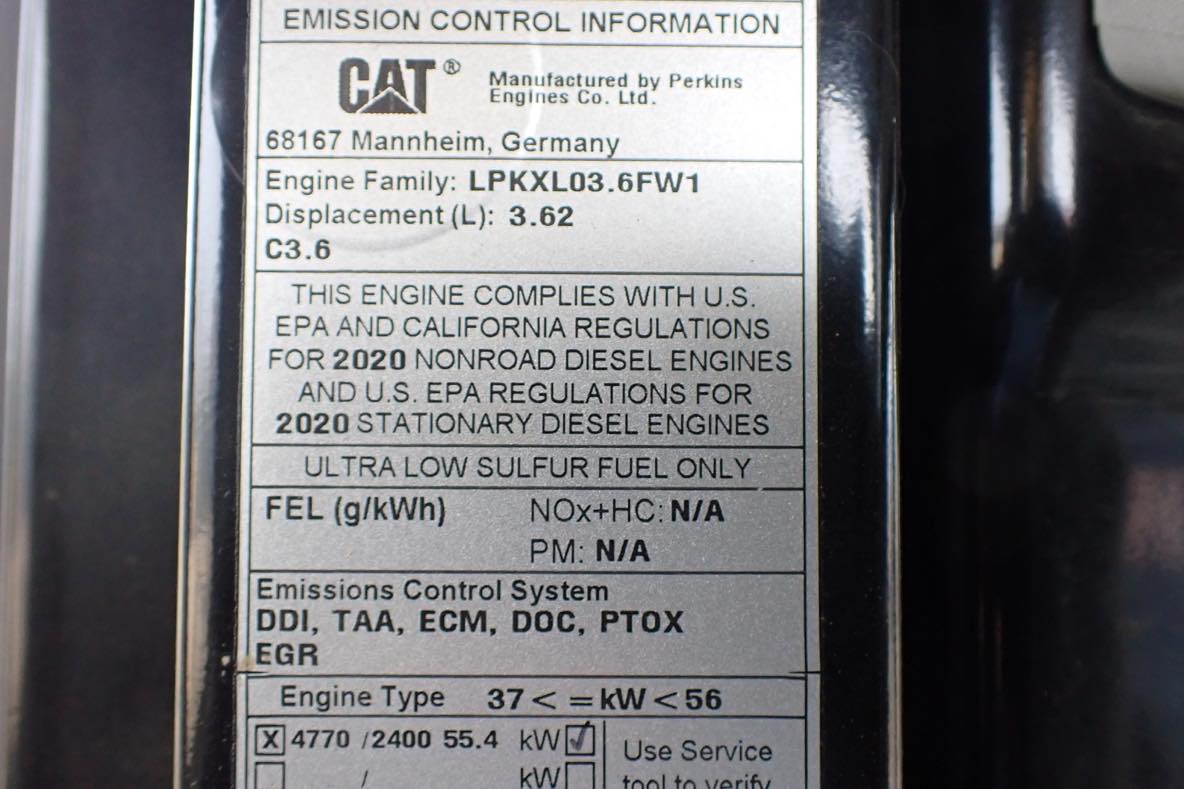 EMISSION CONTROL INFORMATION
CAT® Manufactured by Perkins
Engines Co. Ltd.
68167 Mannheim, Germany
Engine Family: LPKXL03.6FW1
Displacement (L): 3.62
C3.6
THIS ENGINE COMPLIES WITH U.S.
EPA AND CALIFORNIA REGULATIONS
FOR 2020 NONROAD DIESEL ENGINES
AND U.S. EPA REGULATIONS FOR
2020 STATIONARY DIESEL ENGINES
ULTRA LOW SULFUR FUEL ONLY
FEL (g/kWh) NOx+HC: N/A
PM: N/A
Emissions Control System
DDI, TAA, ECM, DOC, PTOX
EGR
Engine Type 37 < = kW < 56
X 4770 /2400 55.4 kW ✓ Use Service
/ kW tool to verify